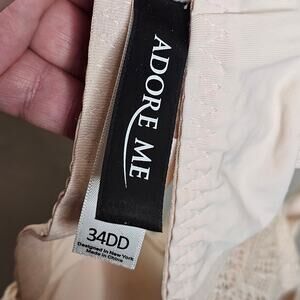 ADORE ME
34DD
Designed in New York
Made in China